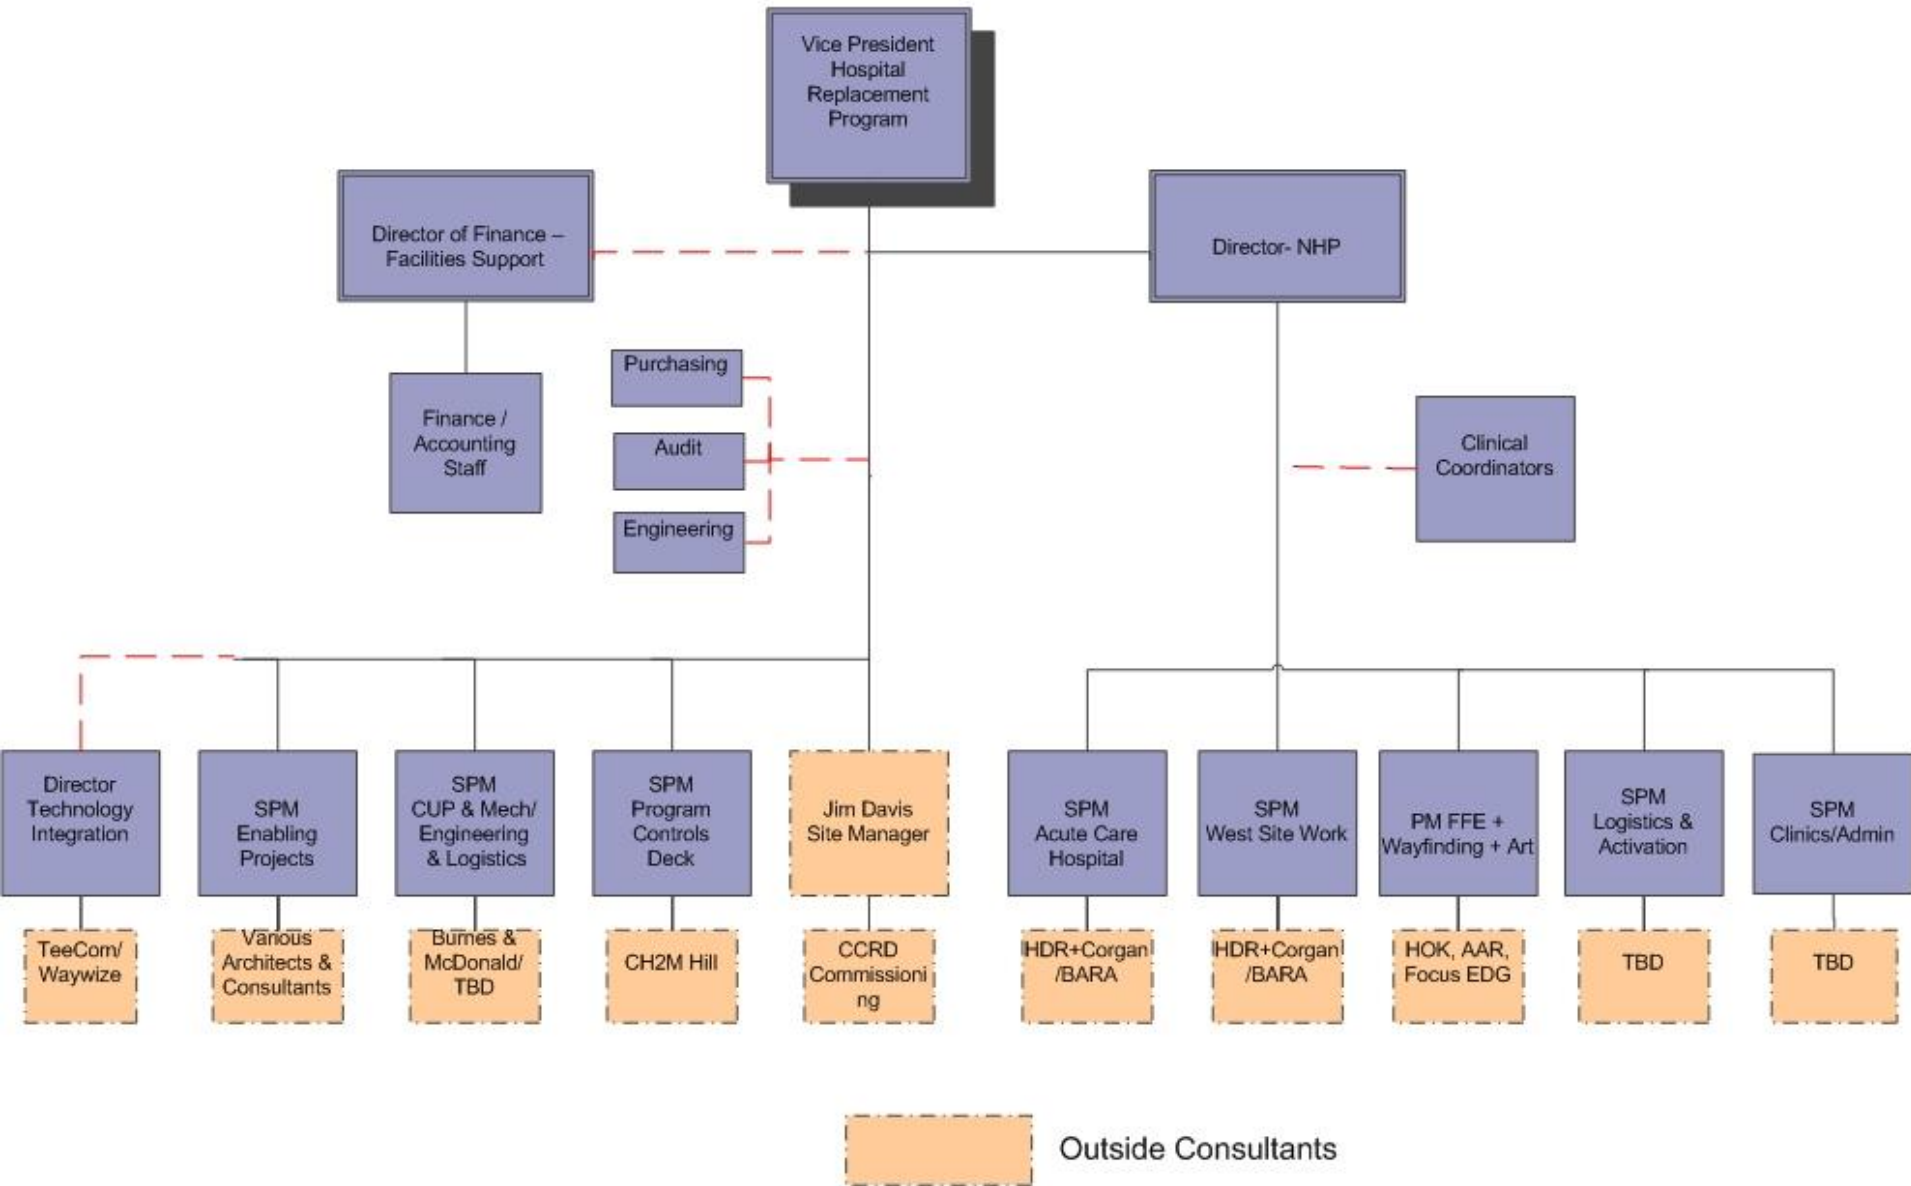 Vice President
Hospital
Replacement
Program
Director of Finance –
Facilities Support
Director- NHP
Purchasing
Audit
Engineering
Finance /
Accounting
Staff
Clinical
Coordinators
Director
Technology
Integration
SPM
Enabling
Projects
SPM
CUP & Mech/
Engineering
& Logistics
SPM
Program
Controls
Deck
Jim Davis
Site Manager
SPM
Acute Care
Hospital
SPM
West Site Work
PM FFE +
Wayfinding + Art
SPM
Logistics &
Activation
SPM
Clinics/Admin
TeeCom/
Waywize
Various
Architects &
Consultants
Burnes &
McDonald/
TBD
CH2M Hill
CCRD
Commissioni
ng
HDR+Corgan
/BARA
HDR+Corgan
/BARA
HOK, AAR,
Focus EDG
TBD
TBD
Outside Consultants